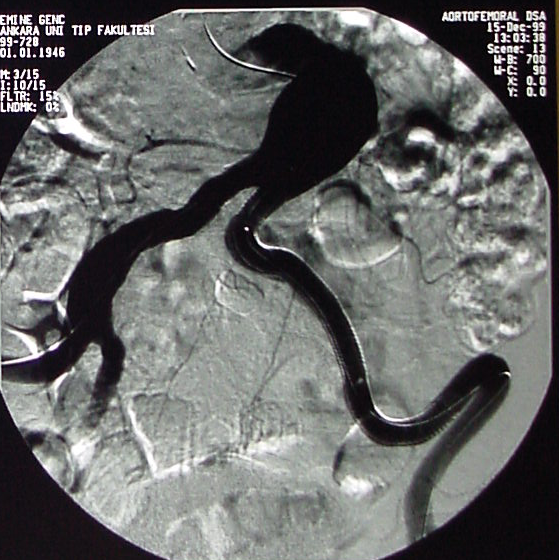 EMINE GENC
ANKARA UNI TIP FAKULTESI
99-728
01.01.1946
M:3/15
I:10/15
FLTR: 15%
LNDMK: 0%
AORTOFEMORAL DSA
15-Dec-99
13:03:38
Scene: 13
W-B: 700
W-C: 90
X: 0.0
Y: 0.0